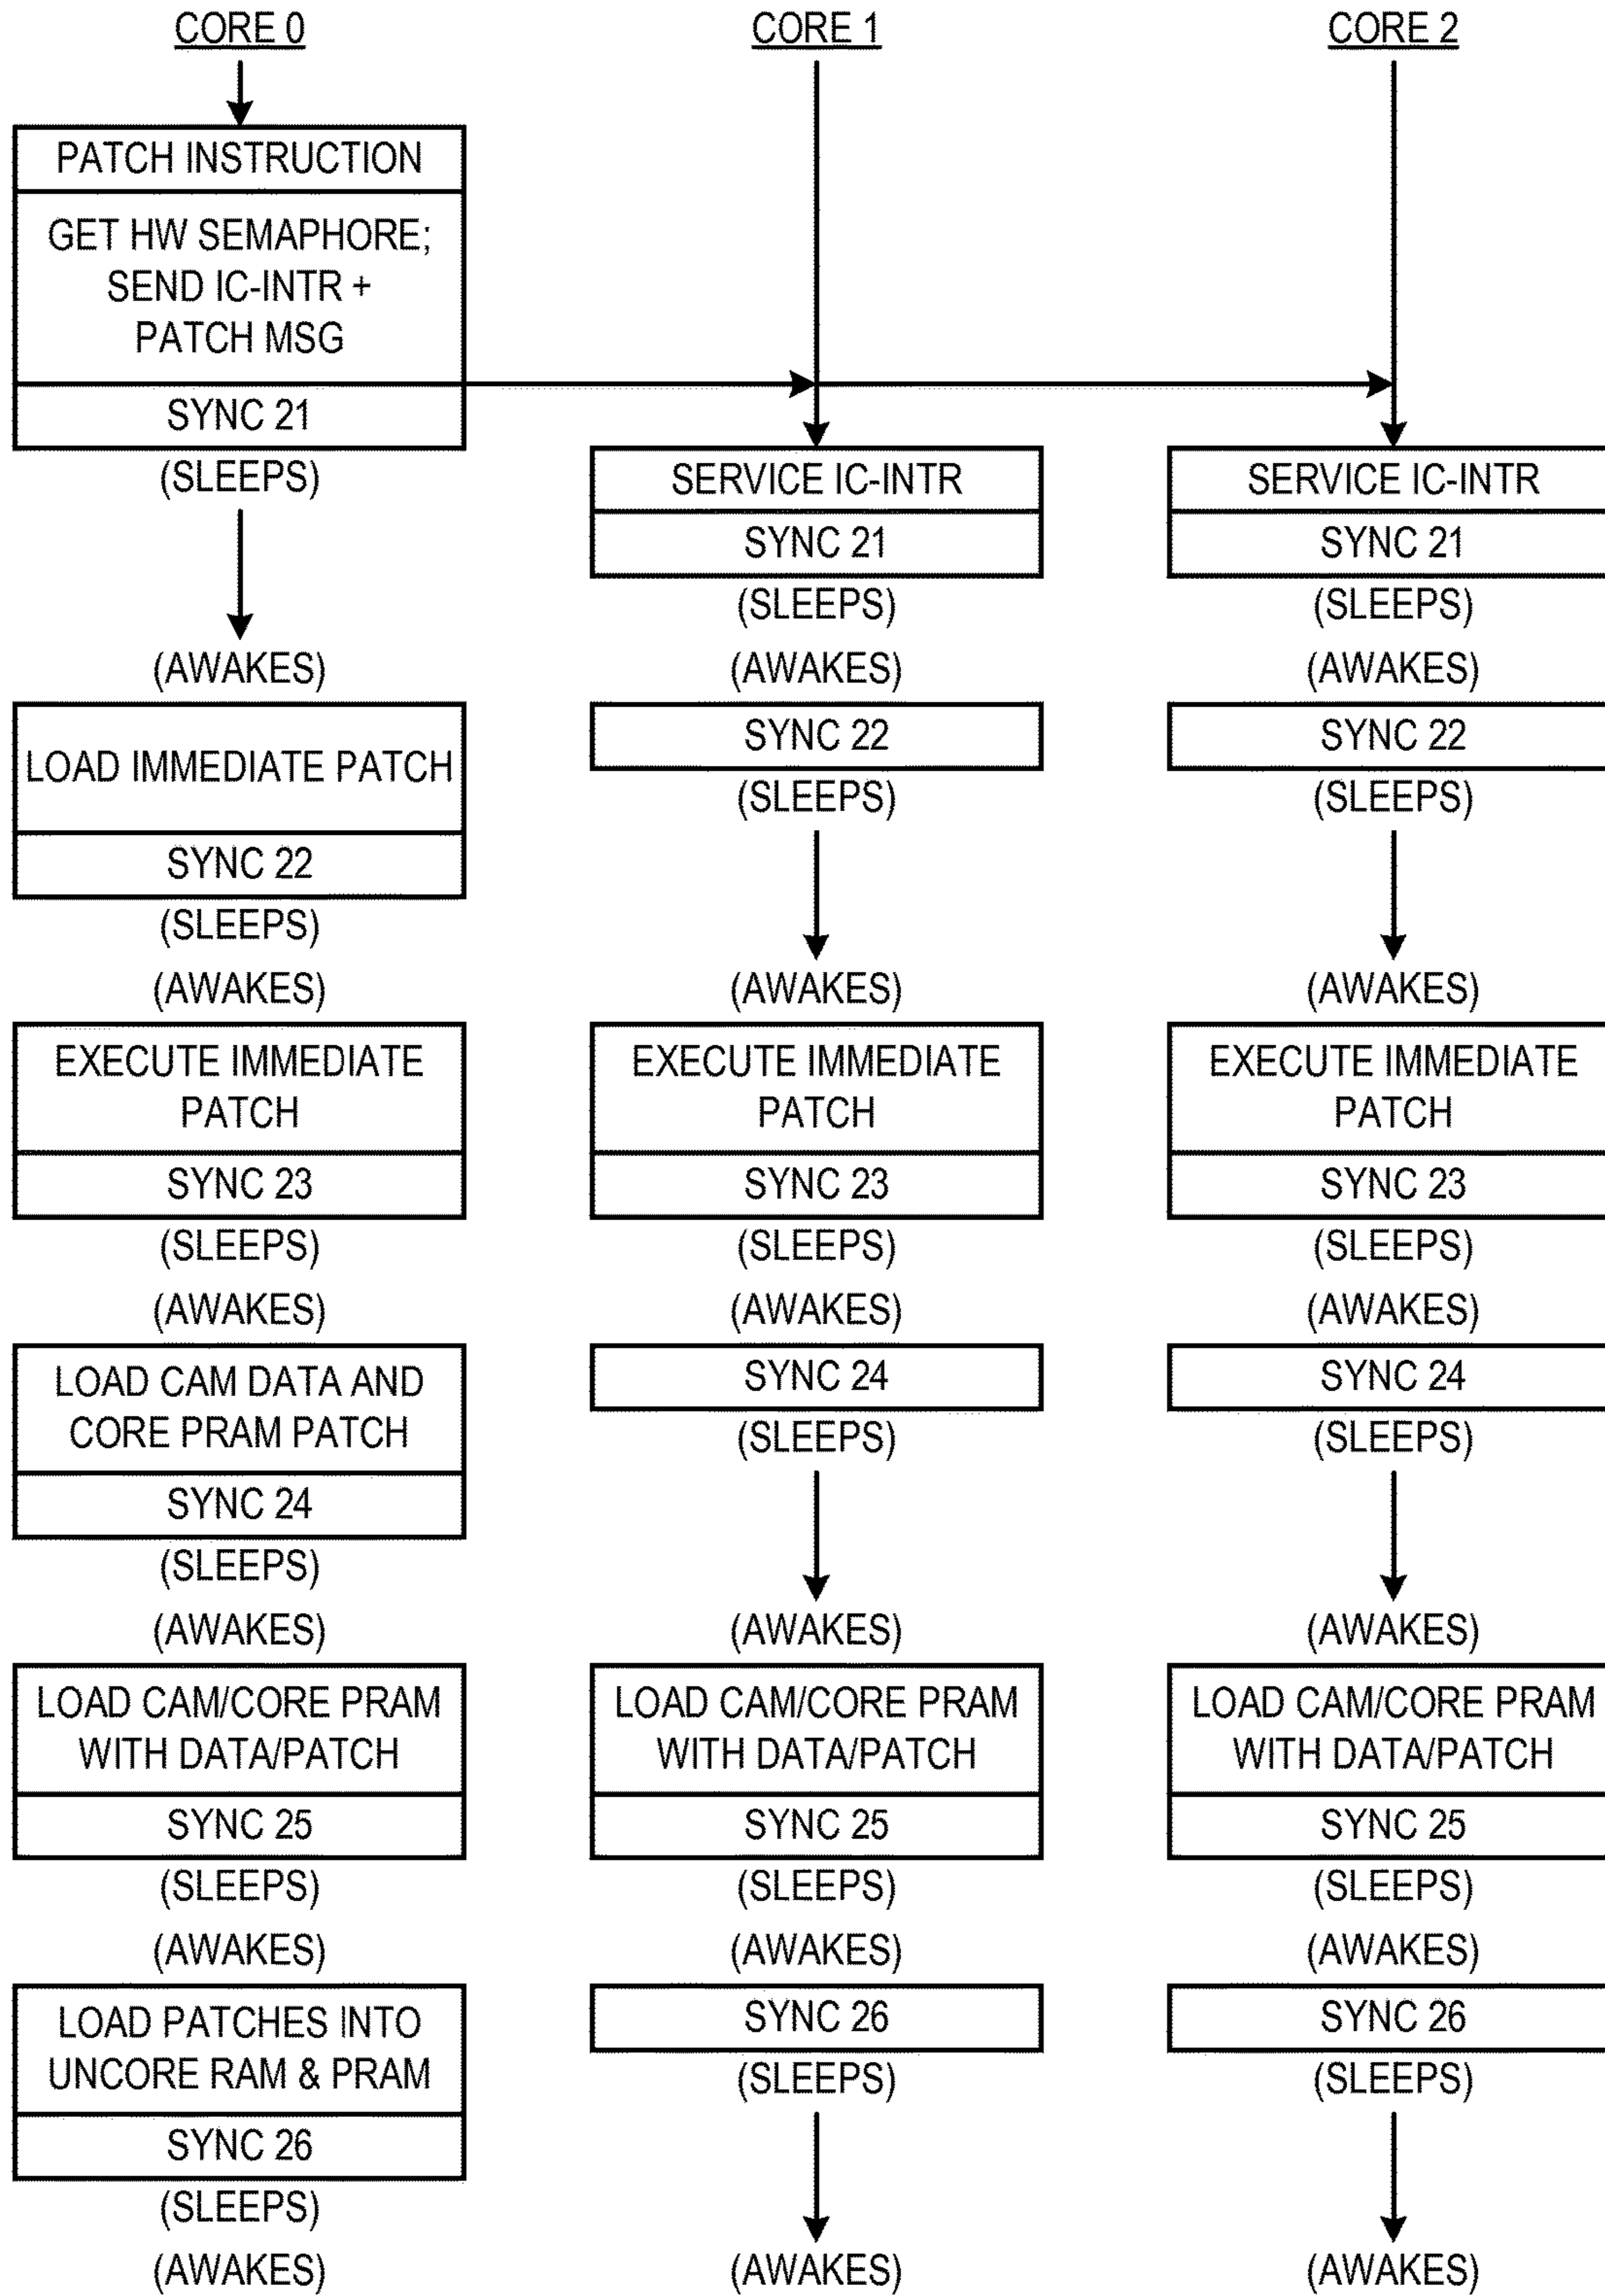 CORE 0
PATCH INSTRUCTION
GET HW SEMAPHORE;
SEND IC-INTR +
PATCH MSG
SYNC 21
(SLEEPS)
(AWAKES)
LOAD IMMEDIATE PATCH
SYNC 22
(SLEEPS)
(AWAKES)
EXECUTE IMMEDIATE
PATCH
SYNC 23
(SLEEPS)
(AWAKES)
LOAD CAM DATA AND
CORE PRAM PATCH
SYNC 24
(SLEEPS)
(AWAKES)
LOAD CAM/CORE PRAM
WITH DATA/PATCH
SYNC 25
(SLEEPS)
(AWAKES)
LOAD PATCHES INTO
UNCORE RAM & PRAM
SYNC 26
(SLEEPS)
(AWAKES)
CORE 1
SERVICE IC-INTR
SYNC 21
(SLEEPS)
(AWAKES)
SYNC 22
(SLEEPS)
(AWAKES)
EXECUTE IMMEDIATE
PATCH
SYNC 23
(SLEEPS)
(AWAKES)
SYNC 24
(SLEEPS)
(AWAKES)
LOAD CAM/CORE PRAM
WITH DATA/PATCH
SYNC 25
(SLEEPS)
(AWAKES)
SYNC 26
(SLEEPS)
(AWAKES)
CORE 2
SERVICE IC-INTR
SYNC 21
(SLEEPS)
(AWAKES)
SYNC 22
(SLEEPS)
(AWAKES)
EXECUTE IMMEDIATE
PATCH
SYNC 23
(SLEEPS)
(AWAKES)
SYNC 24
(SLEEPS)
(AWAKES)
LOAD CAM/CORE PRAM
WITH DATA/PATCH
SYNC 25
(SLEEPS)
(AWAKES)
SYNC 26
(SLEEPS)
(AWAKES)